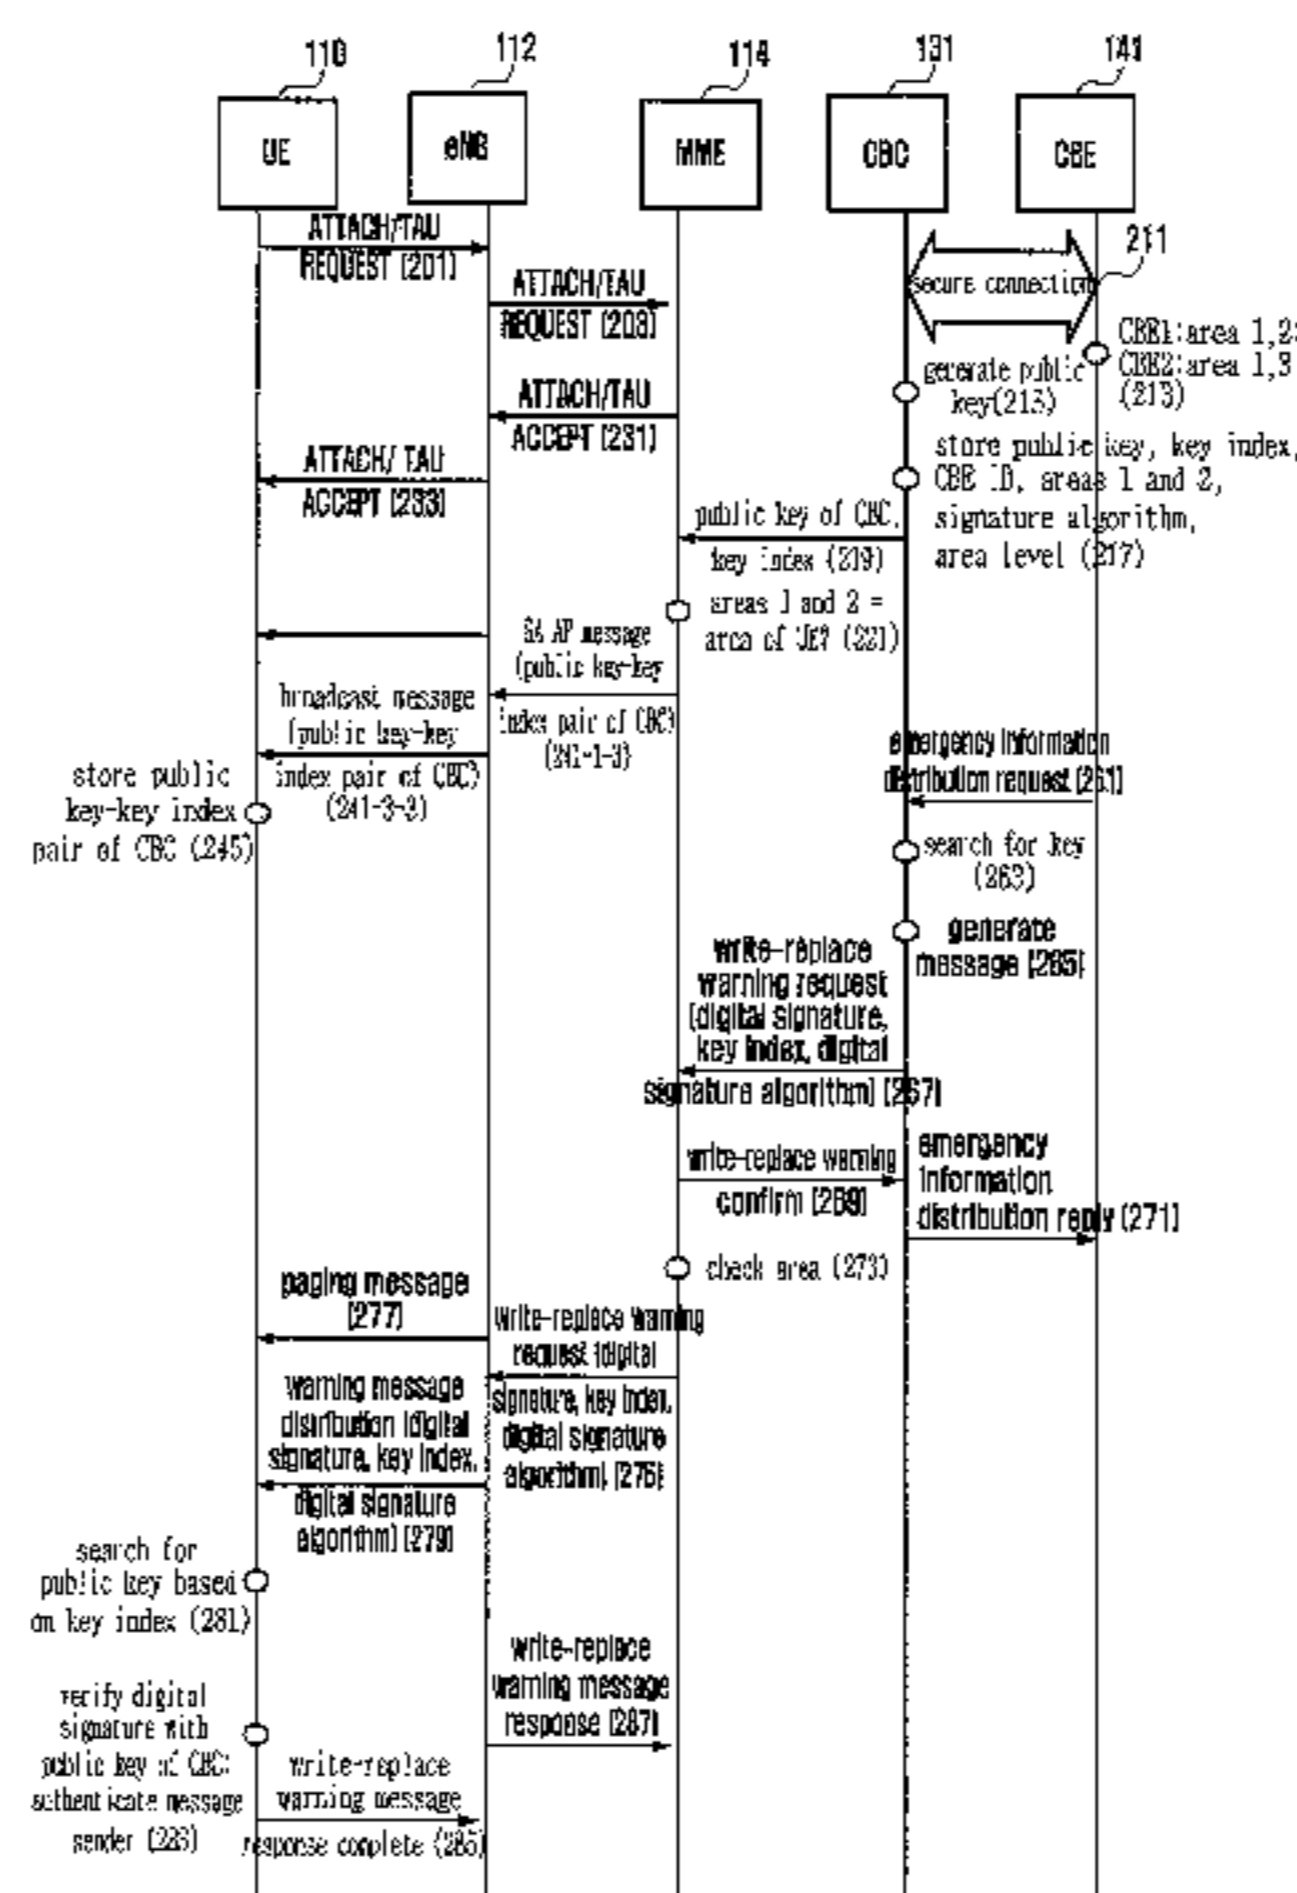 110
112
114
131
141
UE
eNB
MME
CBC
CBE
ATTACH/TAU
REQUEST (201)
ATTACH/TAU
REQUEST (203)
secure connection
211
CBE1:area 1,2
CBE2:area 1,3
(213)
generate public
key(215)
ATTACH/TAU
ACCEPT (231)
ATTACH/ TAU
ACCEPT (233)
store public key, key index,
CBE ID, areas 1 and 2,
signature algorithm,
area level (217)
public key of CBC,
key index (219)
areas 1 and 2 =
area of UE? (221)
message
(public key-key
index pair of CBC)
(241-1-3)
broadcast message
(public key-key
index pair of CBC)
(241-3-3)
store public
key-key index
pair of CBC (245)
emergency information
distribution request (261)
search for key
(263)
generate
message (265)
write-replace
warning request
(digital signature,
key index, digital
signature algorithm) (267)
write-replace warning
confirm (269)
emergency
information
distribution reply (271)
check area (273)
paging message
(277)
write-replace warning
request (digital
signature, key index,
digital signature
algorithm) (275)
warning message
distribution (digital
signature, key index,
digital signature
algorithm) (279)
search for
public key based
on key index (281)
write-replace
warning message
response (287)
verify digital
signature with
public key of CBC:
authenticate message
sender (283)
write-replace
warning message
response complete (285)